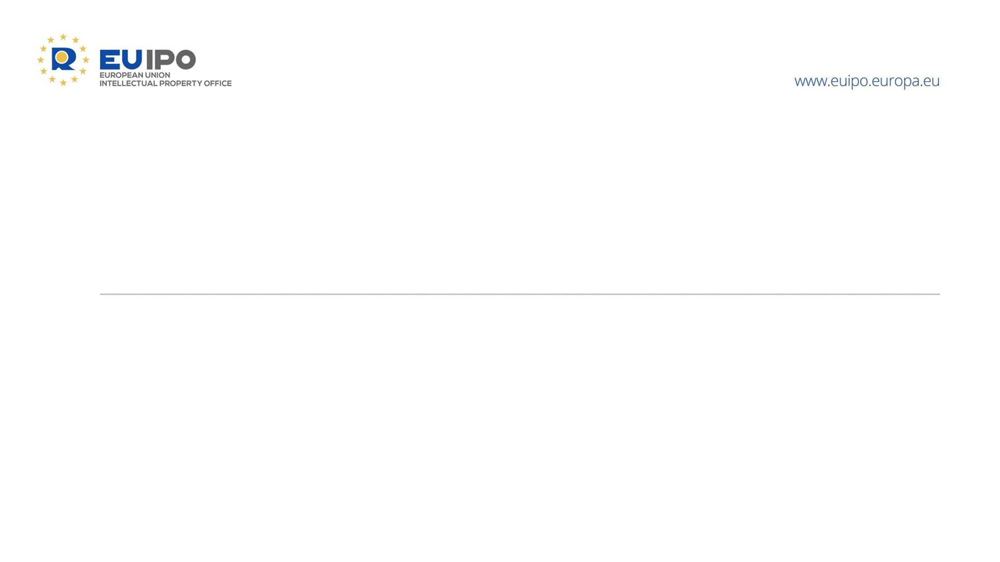 EUIPO
EUROPEAN UNION
INTELLECTUAL PROPERTY OFFICE
www.euipo.europa.eu